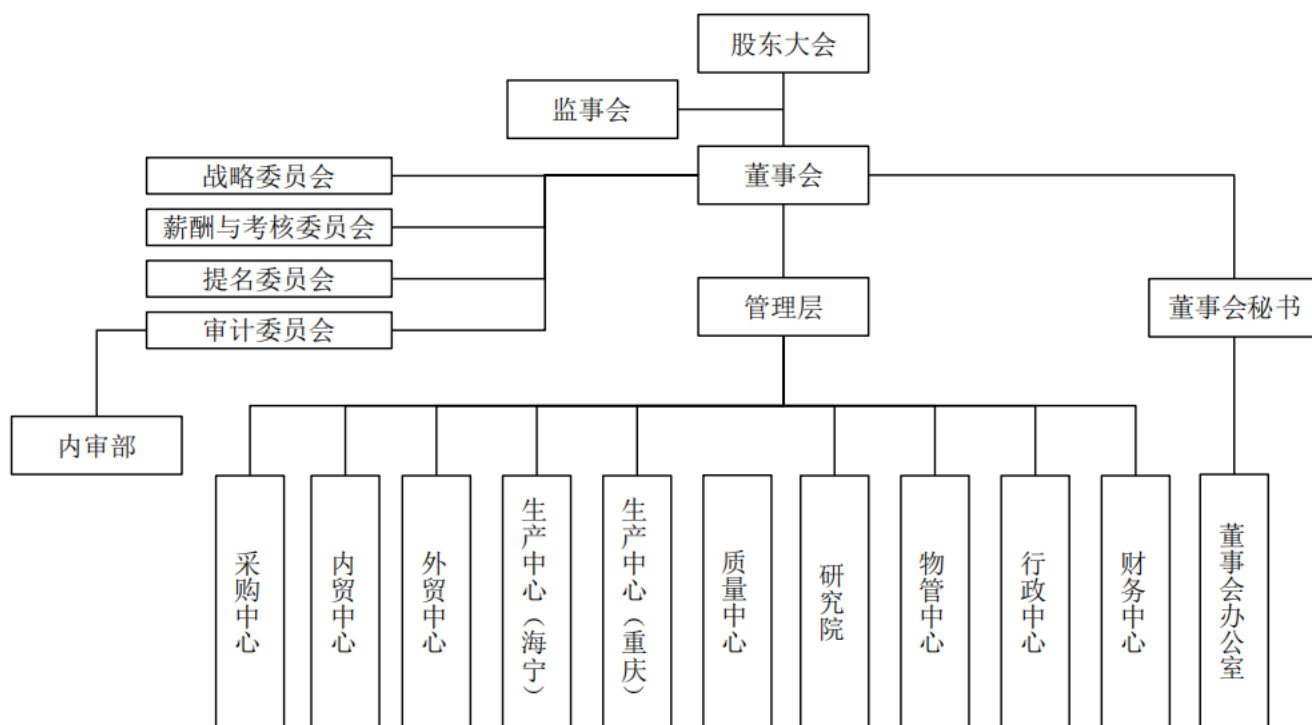 股东大会
监事会
董事会
战略委员会
薪酬与考核委员会
提名委员会
审计委员会
管理层
董事会秘书
内审部
采购中心
内贸中心
外贸中心
生产中心（海宁）
生产中心（重庆）
质量中心
研究院
物管中心
行政中心
财务中心
董事会办公室